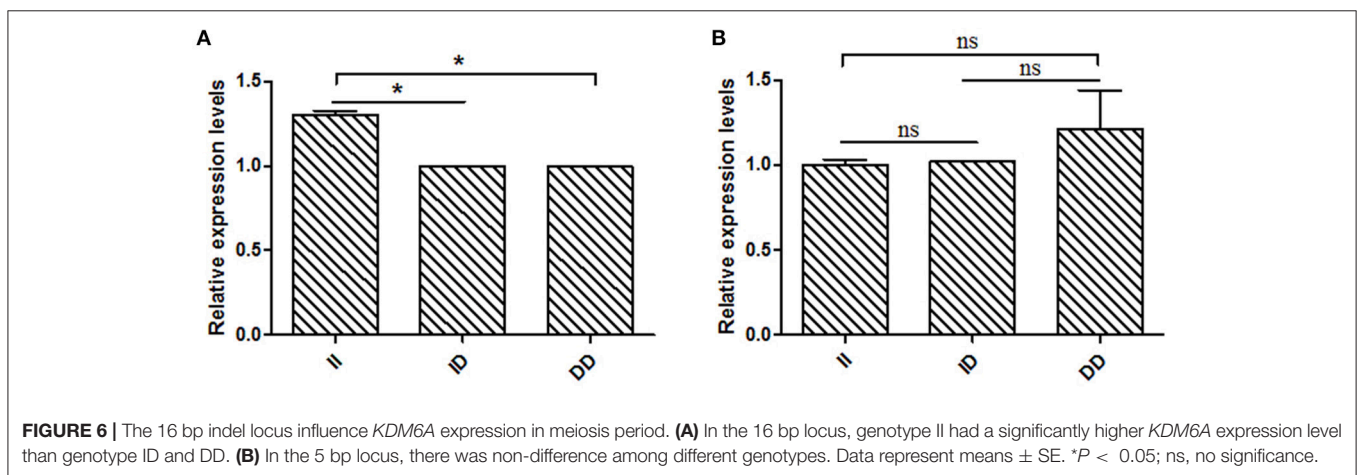 A
B
*
*
ns
ns
ns
Relative expression levels
1.5
1.0
0.5
0.0
II
ID
DD
Relative expression levels
1.5
1.0
0.5
0.0
II
ID
DD
FIGURE 6 | The 16 bp indel locus influence KDM6A expression in meiosis period. (A) In the 16 bp locus, genotype II had a significantly higher KDM6A expression level
than genotype ID and DD. (B) In the 5 bp locus, there was non-difference among different genotypes. Data represent means ± SE. *P < 0.05; ns, no significance.